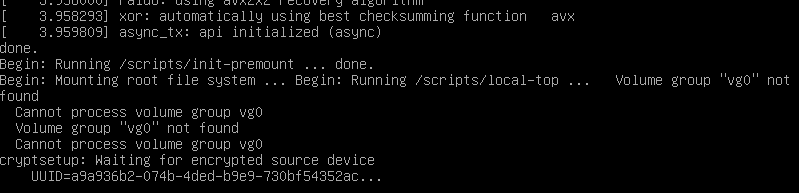 [    3.958000] raid6: using avx2x2 recovery algorithm
[    3.958293] xor: automatically using best checksumming function   avx
[    3.959809] async_tx: api initialized (async)
done.
Begin: Running /scripts/init-premount ... done.
Begin: Mounting root file system ... Begin: Running /scripts/local-top ...   Volume group "vg0" not
found
  Cannot process volume group vg0
  Volume group "vg0" not found
  Cannot process volume group vg0
cryptsetup: Waiting for encrypted source device
    UUID=a9a936b2-074b-4ded-b9e9-730bf54352ac...